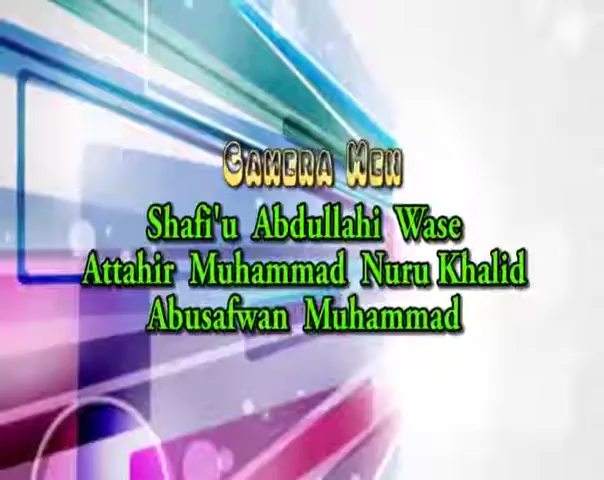 Camera Men
Shafi'u Abdullahi Wase
Attahir Muhammad Nuru Khalid
Abusafwan Muhammad